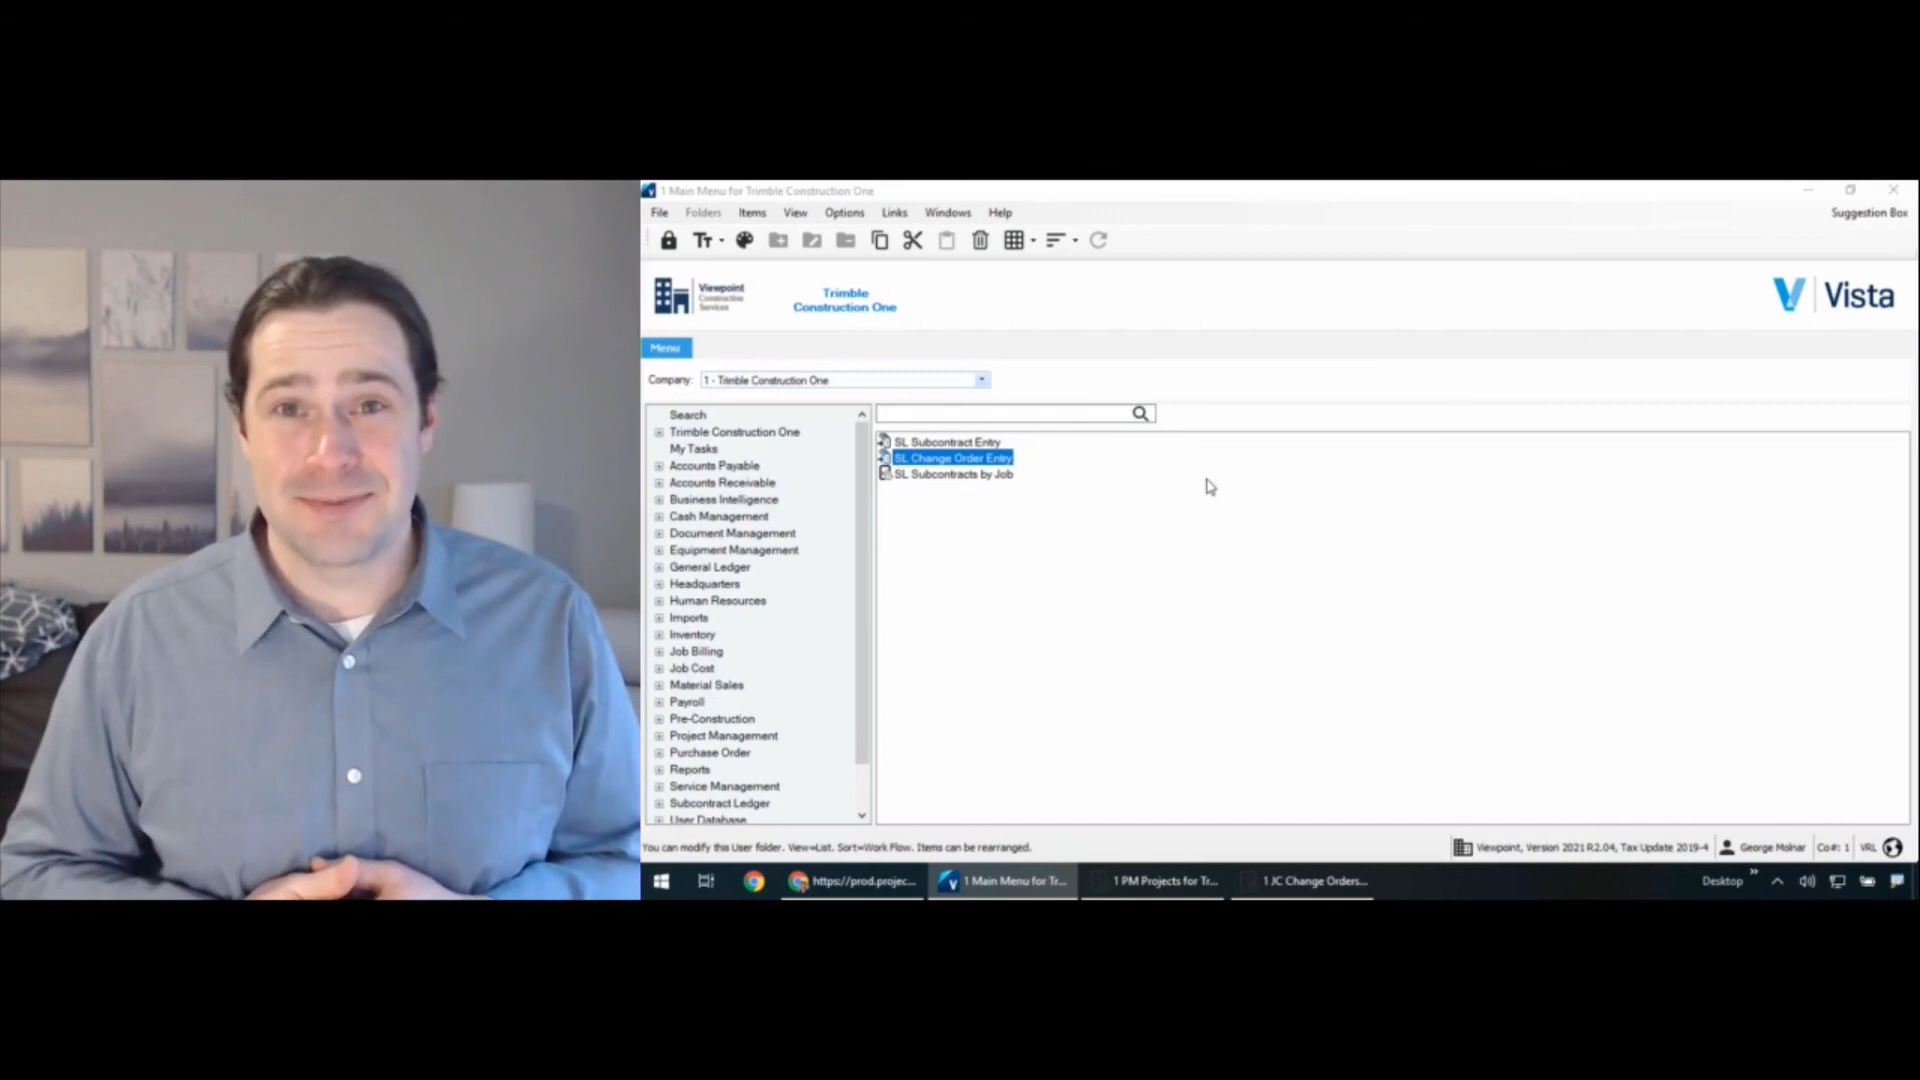 1 Main Menu for Trimble Construction One
File Folders Items View Options Links Windows Help
Suggestion Box
Viewpoint
Construction
Services
Trimble
Construction One
Vista
Menu
Company: 1 - Trimble Construction One
Search
Trimble Construction One
My Tasks
Accounts Payable
Accounts Receivable
Business Intelligence
Cash Management
Document Management
Equipment Management
General Ledger
Headquarters
Human Resources
Imports
Inventory
Job Billing
Job Cost
Material Sales
Payroll
Pre-Construction
Project Management
Purchase Order
Reports
Service Management
Subcontract Ledger
User Database
SL Subcontract Entry
SL Change Order Entry
SL Subcontracts by Job
You can modify this User folder. View=List. Sort=Work Flow. Items can be rearranged.
Viewpoint, Version 2021 R2.04, Tax Update 2019-4
George Molnar
Co#: 1
VRL
https://prod.projec...
1 Main Menu for Tr...
1 PM Projects for Tr...
1 JC Change Orders...
Desktop